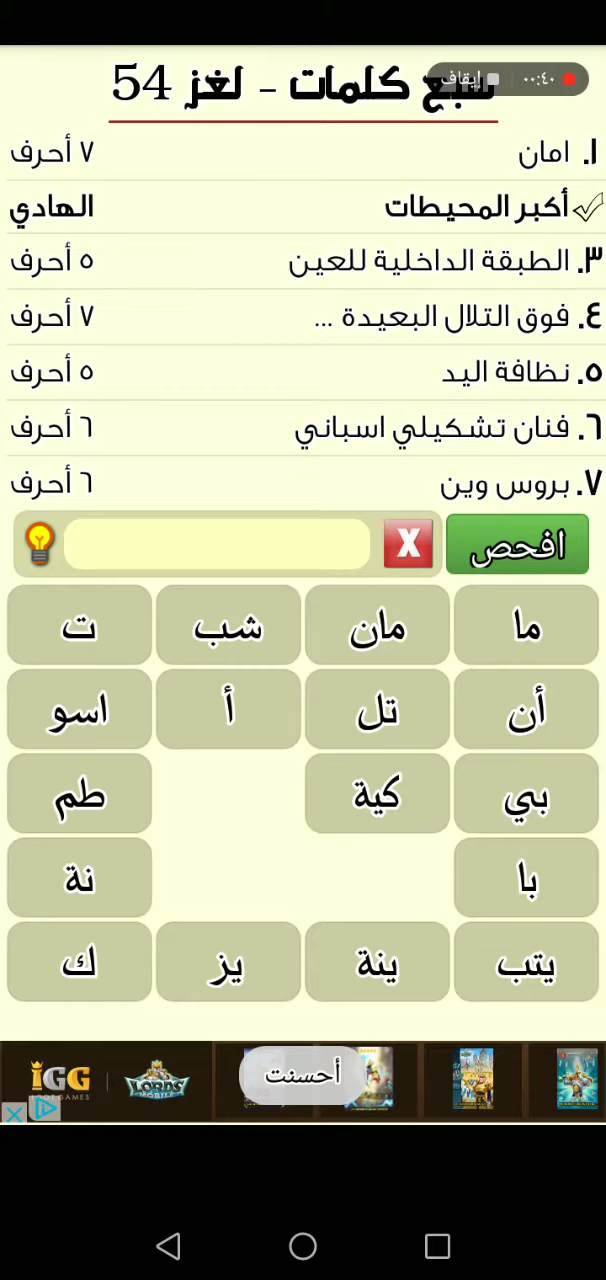 سبع كلمات - لغز 54
إيقاف ٠٠:٤٠
١. امان ٧ أحرف
أكبر المحيطات الهادي
٣. الطبقة الداخلية للعين ٥ أحرف
٤. فوق التلال البعيدة ... ٧ أحرف
٥. نظافة اليد ٥ أحرف
٦. فنان تشكيلي اسباني ٦ أحرف
٧. بروس وين ٦ أحرف
افحص X
ما مان شب ت
أن تل أ اسو
بي كية طم
با نة
يتب ينة يز ك
IGG LORDS MOBILE
أحسنت